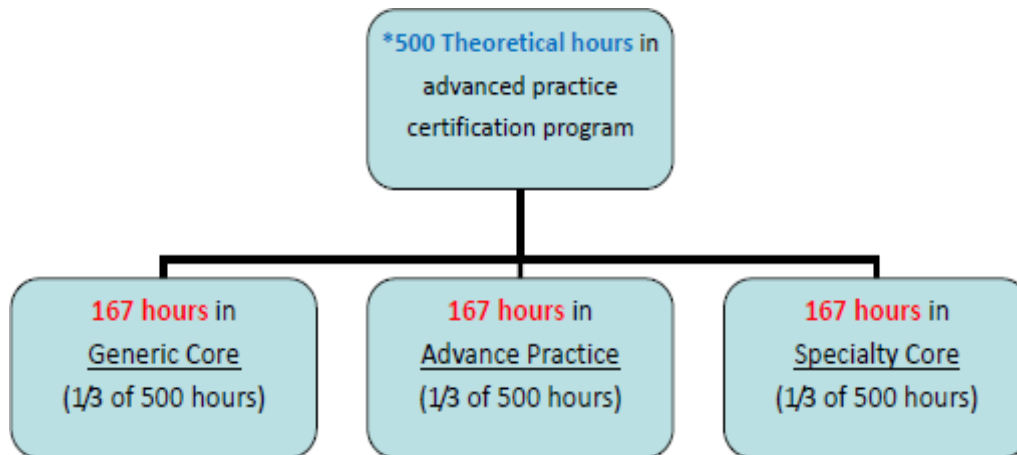 *500 Theoretical hours in
advanced practice
certification program
167 hours in
Generic Core
(1/3 of 500 hours)
167 hours in
Advance Practice
(1/3 of 500 hours)
167 hours in
Specialty Core
(1/3 of 500 hours)